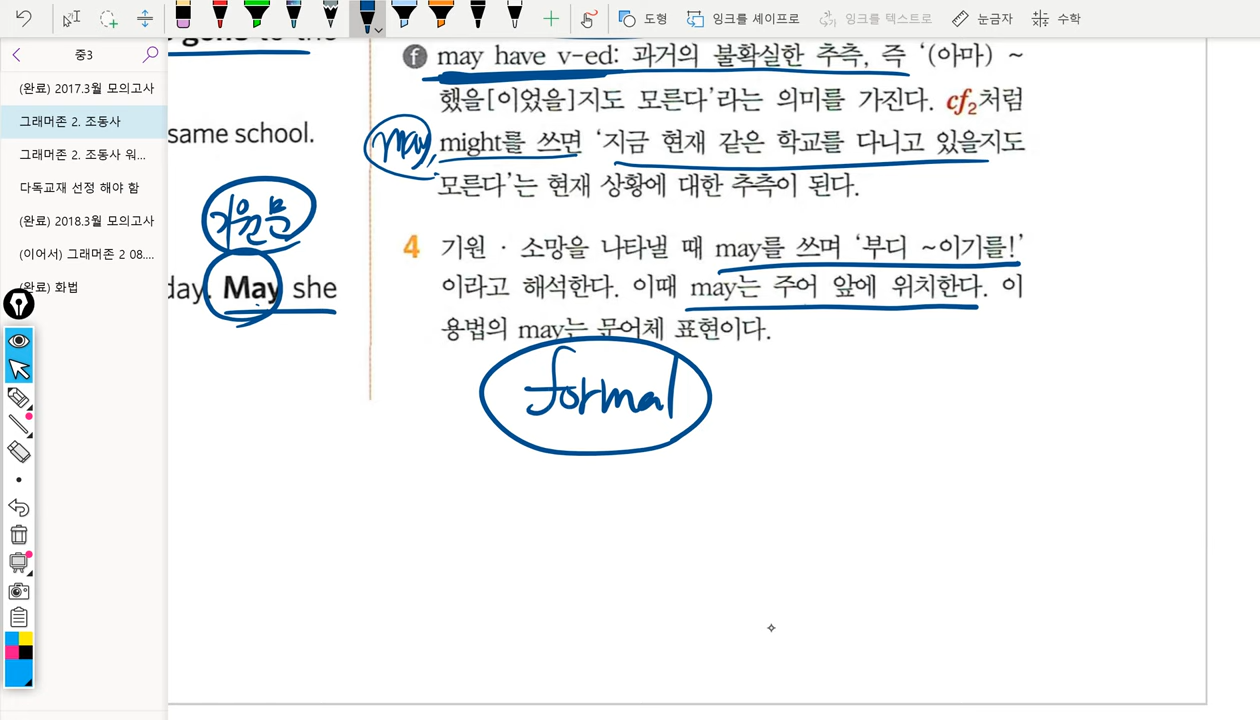 도형
잉크를 셰이프로
잉크를 텍스트로
눈금자
수학
중3
(완료) 2017.3월 모의고사
그래머존 2. 조동사
그래머존 2. 조동사 워...
다독교재 선정 해야 함
(완료) 2018.3월 모의고사
(이어서) 그래머존 2 08....
(완료) 화법
same school.
기원문
day. May she
f may have v-ed: 과거의 불확실한 추측, 즉 ‘(아마) ~
했을[이었을]지도 모른다’라는 의미를 가진다. cf2처럼
may, might를 쓰면 ‘지금 현재 같은 학교를 다니고 있을지도
모른다’는 현재 상황에 대한 추측이 된다.
4 기원 · 소망을 나타낼 때 may를 쓰며 ‘부디 ~이기를!’
이라고 해석한다. 이때 may는 주어 앞에 위치한다. 이
용법의 may는 문어체 표현이다.
formal